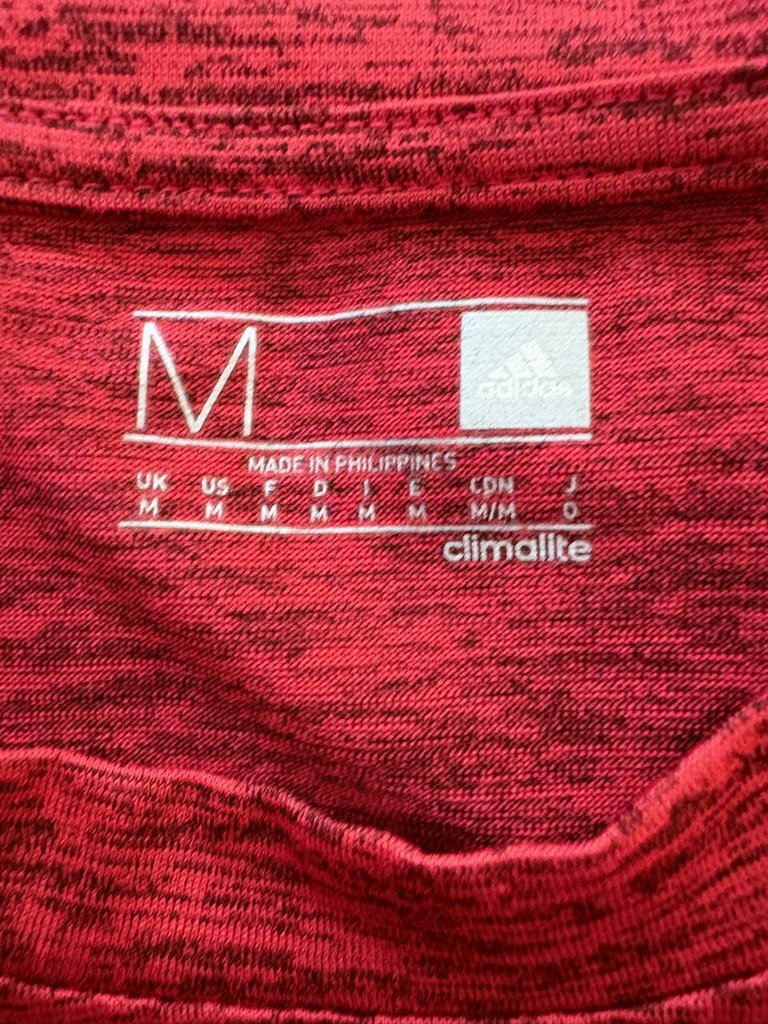 M
adidas
MADE IN PHILIPPINES
UK US F D I E CDN J
M M M M M M M/M O
climalite